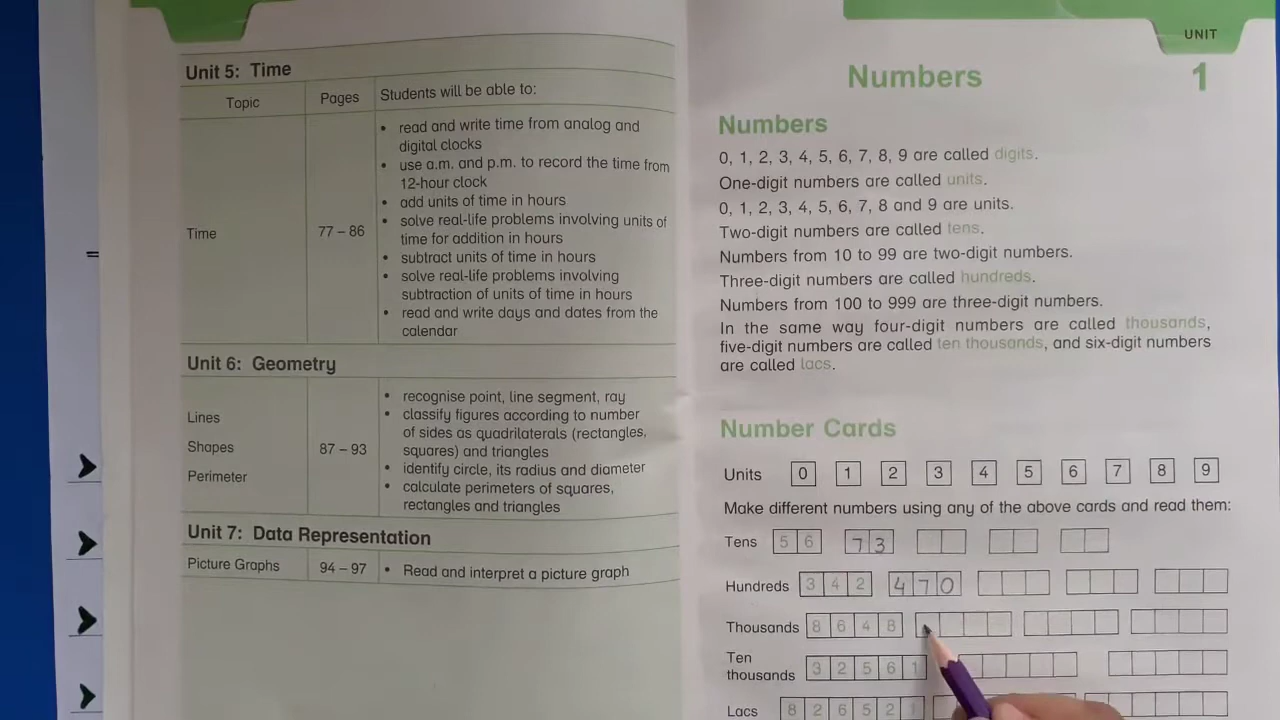 Unit 5: Time
Topic Pages Students will be able to:
Time 77 – 86
• read and write time from analog and
digital clocks
• use a.m. and p.m. to record the time from
12-hour clock
• add units of time in hours
• solve real-life problems involving units of
time for addition in hours
• subtract units of time in hours
• solve real-life problems involving
subtraction of units of time in hours
• read and write days and dates from the
calendar
Unit 6: Geometry
Lines
Shapes
Perimeter
87 – 93
• recognise point, line segment, ray
• classify figures according to number
of sides as quadrilaterals (rectangles,
squares) and triangles
• identify circle, its radius and diameter
• calculate perimeters of squares,
rectangles and triangles
Unit 7: Data Representation
Picture Graphs 94 – 97 • Read and interpret a picture graph
UNIT
Numbers 1
Numbers
0, 1, 2, 3, 4, 5, 6, 7, 8, 9 are called digits.
One-digit numbers are called units.
0, 1, 2, 3, 4, 5, 6, 7, 8 and 9 are units.
Two-digit numbers are called tens.
Numbers from 10 to 99 are two-digit numbers.
Three-digit numbers are called hundreds.
Numbers from 100 to 999 are three-digit numbers.
In the same way four-digit numbers are called thousands,
five-digit numbers are called ten thousands, and six-digit numbers
are called lacs.
Number Cards
Units 0 1 2 3 4 5 6 7 8 9
Make different numbers using any of the above cards and read them:
Tens 5 6 7 3
Hundreds 3 4 2 4 7 0
Thousands 8 6 4 8
Ten
thousands 3 2 5 6 1
Lacs 8 2 6 5 2 1